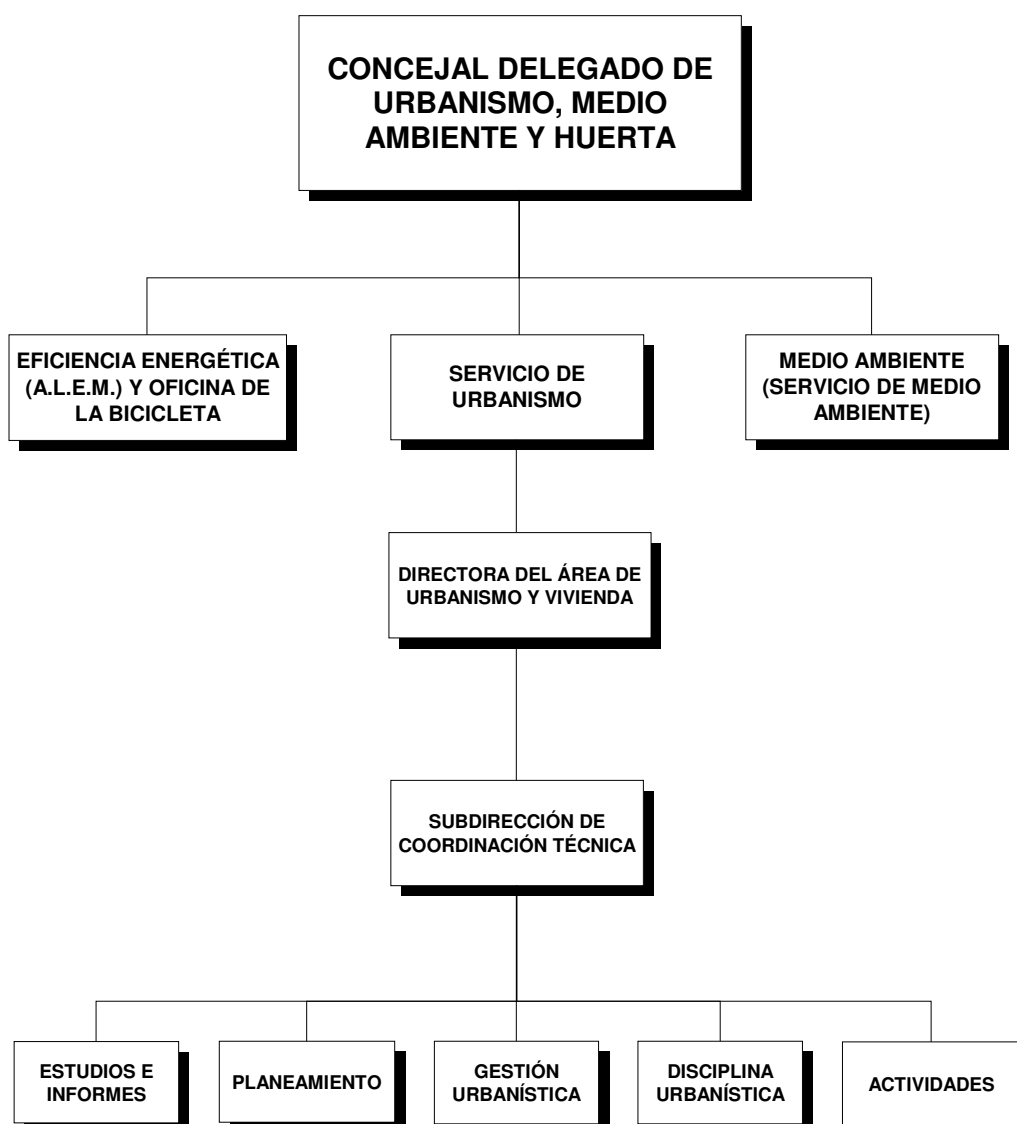 CONCEJAL DELEGADO DE
URBANISMO, MEDIO
AMBIENTE Y HUERTA
EFICIENCIA ENERGÉTICA
(A.L.E.M.) Y OFICINA DE
LA BICICLETA
SERVICIO DE
URBANISMO
MEDIO AMBIENTE
(SERVICIO DE MEDIO
AMBIENTE)
DIRECTORA DEL ÁREA DE
URBANISMO Y VIVIENDA
SUBDIRECCIÓN DE
COORDINACIÓN TÉCNICA
ESTUDIOS E
INFORMES
PLANEAMIENTO
GESTIÓN
URBANÍSTICA
DISCIPLINA
URBANÍSTICA
ACTIVIDADES